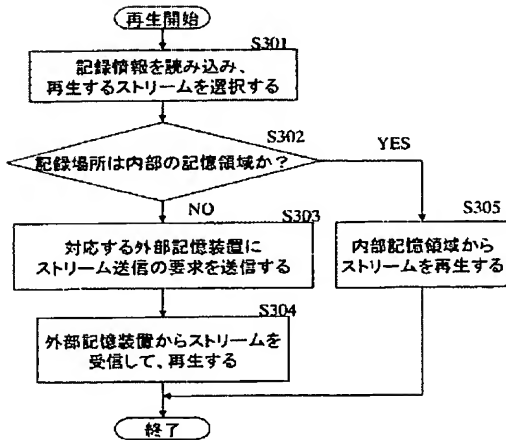 再生開始
S301
記録情報を読み込み、
再生するストリームを選択する
S302
記録場所は内部の記憶領域か？
YES
NO
S303
対応する外部記憶装置に
ストリーム送信の要求を送信する
S305
内部記憶領域から
ストリームを再生する
S304
外部記憶装置からストリームを
受信して、再生する
終了